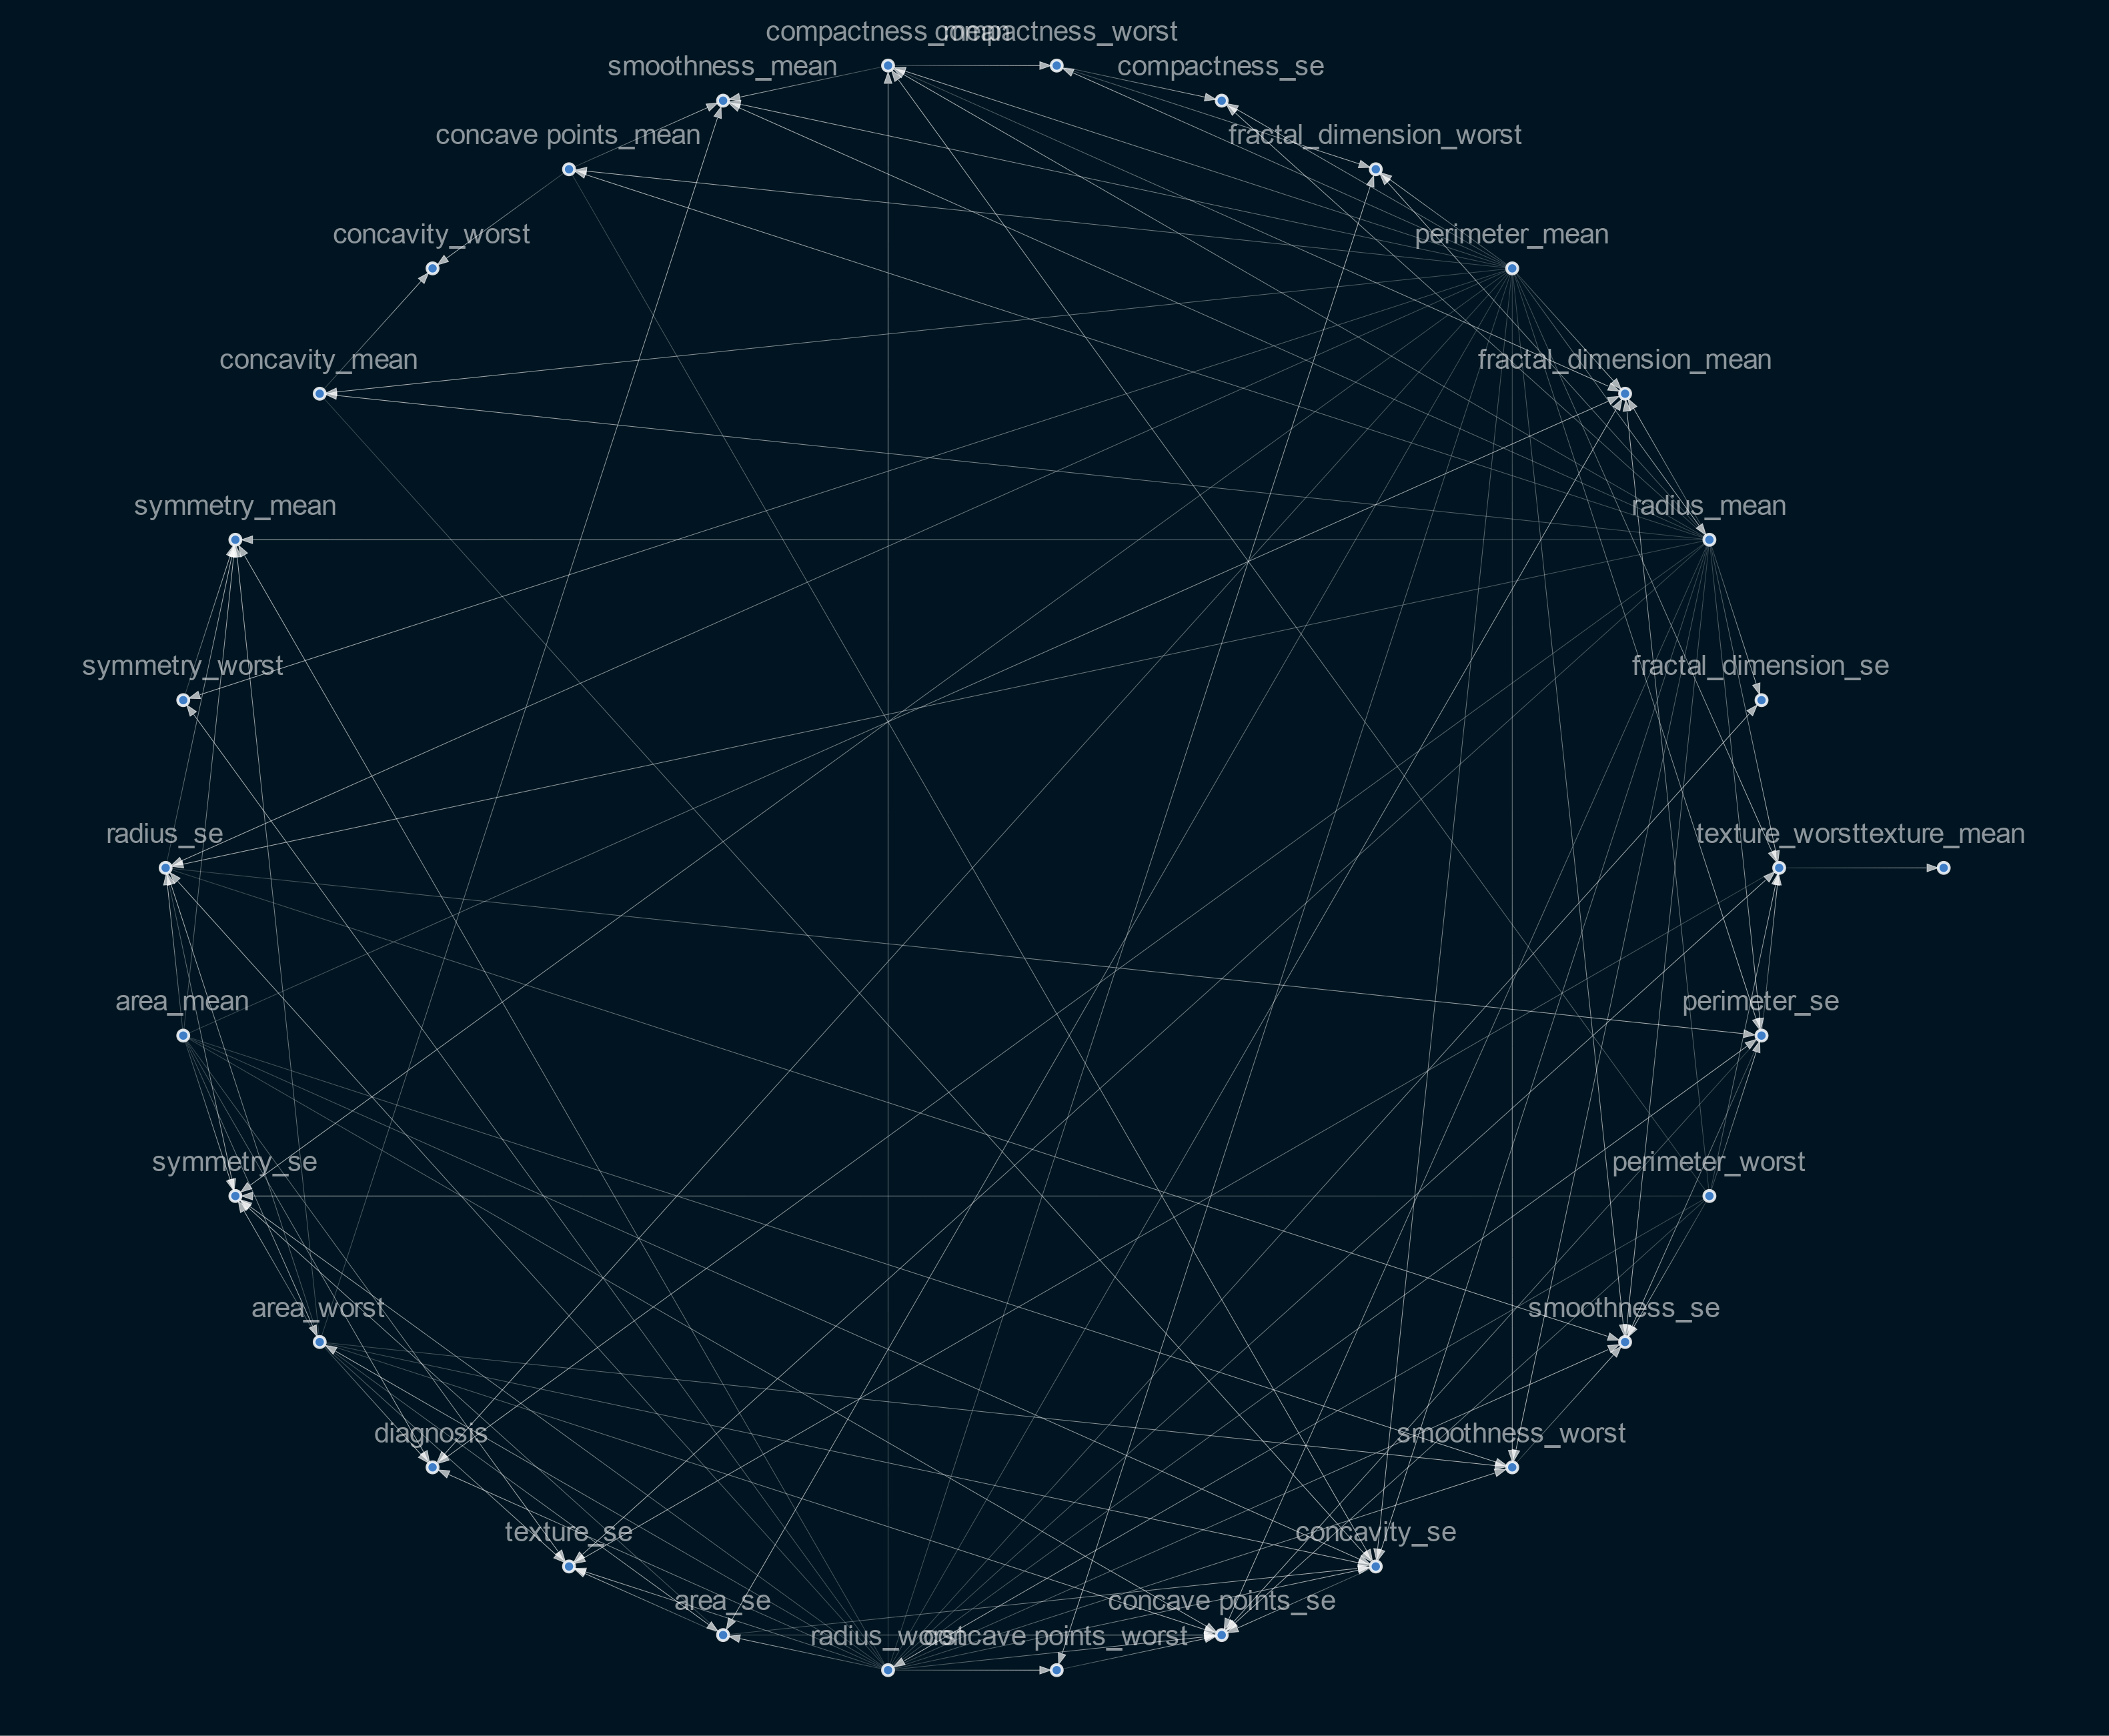 compactness_mean
compactness_worst
smoothness_mean
compactness_se
concave points_mean
fractal_dimension_worst
concavity_worst
perimeter_mean
concavity_mean
fractal_dimension_mean
symmetry_mean
radius_mean
symmetry_worst
fractal_dimension_se
radius_se
texture_worst
texture_mean
area_mean
perimeter_se
symmetry_se
perimeter_worst
area_worst
smoothness_se
diagnosis
smoothness_worst
texture_se
concavity_se
area_se
concave points_se
radius_worst
concave points_worst